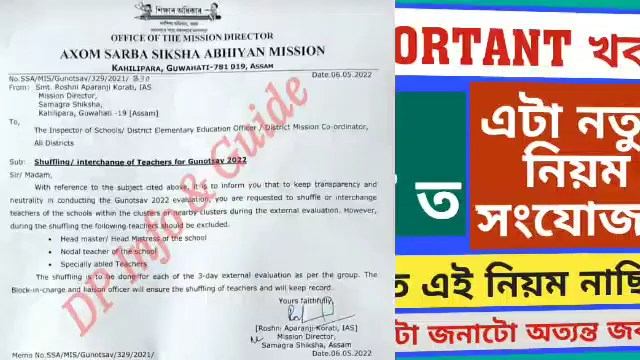 শিক্ষাৰ অধিকাৰ
OFFICE OF THE MISSION DIRECTOR
AXOM SARBA SIKSHA ABHIYAN MISSION
KAHILIPARA, GUWAHATI-781 019, ASSAM
No.SSA/MIS/Gunotsav/329/2021/
Date:06.05.2022
From: Smt. Roshni Aparanji Korati, IAS
Mission Director,
Samagra Shiksha,
Kahilipara, Guwahati -19 [Assam]
To,
The Inspector of Schools/ District Elementary Education Officer / District Mission Co-ordinator,
All Districts
Sub: Shuffling/ interchange of Teachers for Gunotsav 2022
Sir/ Madam,
With reference to the subject cited above, it is to inform you that to keep transparency and
neutrality in conducting the Gunotsav 2022 evaluation, you are requested to shuffle or interchange
teachers of the schools within the clusters or nearby clusters during the external evaluation. However,
during the shuffling the following teachers should be excluded.
• Head master/ Head Mistress of the school
• Nodal teacher of the school
• Specially abled Teachers
The shuffling is to be done for each of the 3-day external evaluation as per the group. The
Block-in-charge and liaison officer will ensure the shuffling of teachers and will keep record.
Yours faithfully,
[Roshni Aparanji Korati, IAS]
Mission Director,
Samagra Shiksha, Assam
Memo No.SSA/MIS/Gunotsav/329/2021/
Date:06.05.2022
DP Info & Guide
ORTANT খব
এটা নতু
নিয়ম
সংযোজ
ত
ত এই নিয়ম নাছি
টা জনাটো অত্যন্ত জৰ